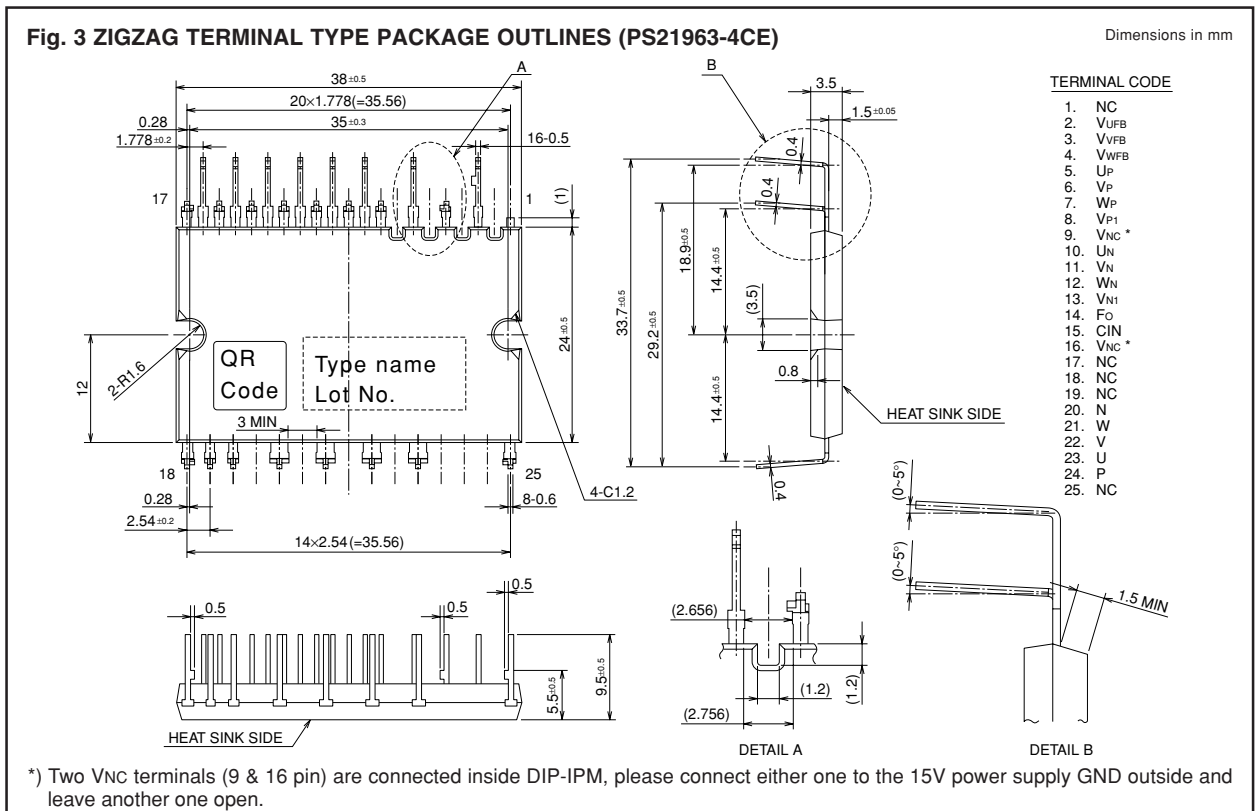 Fig. 3 ZIGZAG TERMINAL TYPE PACKAGE OUTLINES (PS21963-4CE)
Dimensions in mm
A
38±0.5
20×1.778(=35.56)
0.28
35±0.3
1.778±0.2
16-0.5
17
1
(1)
2-R1.6
12
24±0.5
QR
Code
Type name
Lot No.
3 MIN
18
25
0.28
4-C1.2
8-0.6
2.54±0.2
14×2.54(=35.56)
B
3.5
1.5±0.05
0.4
0.4
33.7±0.5
29.2±0.5
18.9±0.5
14.4±0.5
(3.5)
0.8
14.4±0.5
HEAT SINK SIDE
0.4
TERMINAL CODE
1. NC
2. VUFB
3. VVFB
4. VWFB
5. UP
6. VP
7. WP
8. VP1
9. VNC *
10. UN
11. VN
12. WN
13. VN1
14. FO
15. CIN
16. VNC *
17. NC
18. NC
19. NC
20. N
21. W
22. V
23. U
24. P
25. NC
0.5
0.5
0.5
5.5±0.5
9.5±0.5
HEAT SINK SIDE
(2.656)
(1.2)
(1.2)
(2.756)
DETAIL A
(0~5°)
(0~5°)
1.5 MIN
DETAIL B
*) Two VNC terminals (9 & 16 pin) are connected inside DIP-IPM, please connect either one to the 15V power supply GND outside and
leave another one open.